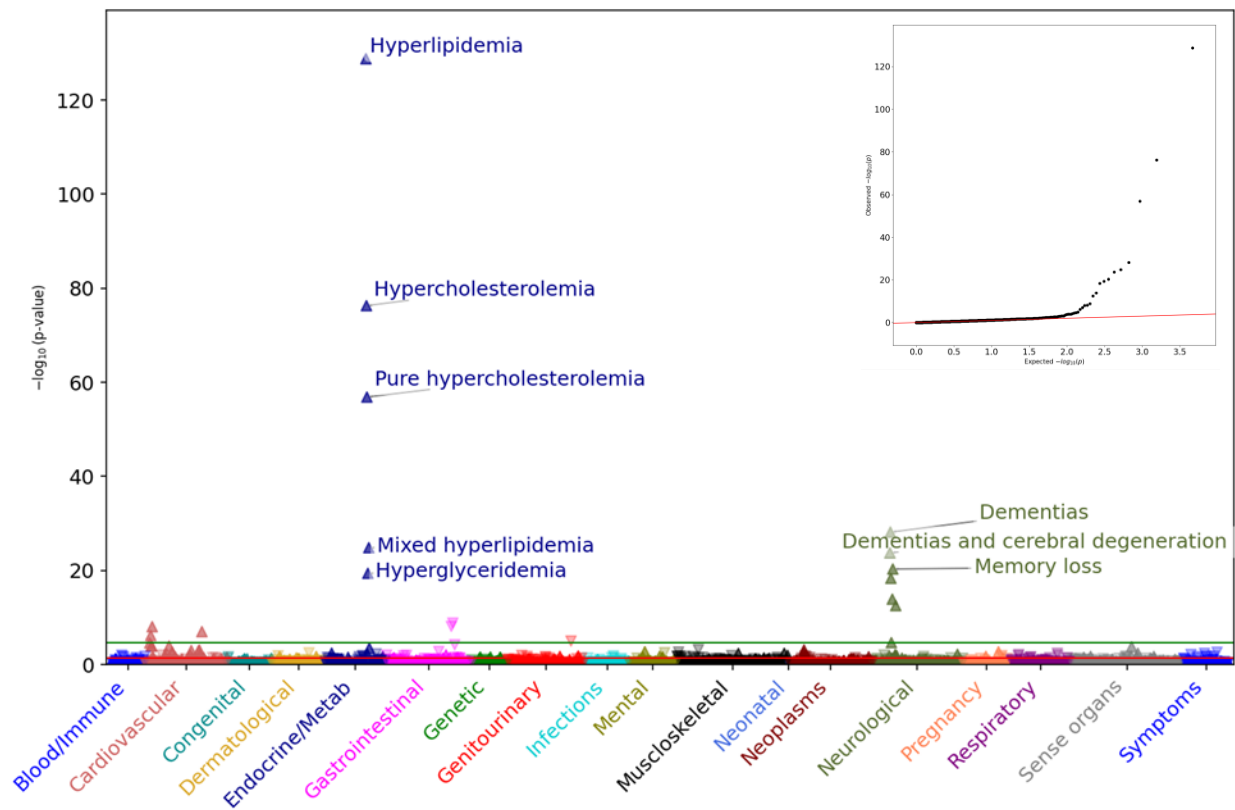 Hyperlipidemia
Hypercholesterolemia
Pure hypercholesterolemia
Mixed hyperlipidemia
Hyperglyceridemia
Dementias
Dementias and cerebral degeneration
Memory loss
−log₁₀ (p-value)
120
100
80
60
40
20
0
Blood/Immune
Cardiovascular
Congenital
Dermatological
Endocrine/Metab
Gastrointestinal
Genetic
Genitourinary
Infections
Mental
Muscloskeletal
Neonatal
Neoplasms
Neurological
Pregnancy
Respiratory
Sense organs
Symptoms
Observed −log₁₀(p)
120
100
80
60
40
20
0
0.0 0.5 1.0 1.5 2.0 2.5 3.0 3.5
Expected −log₁₀(p)